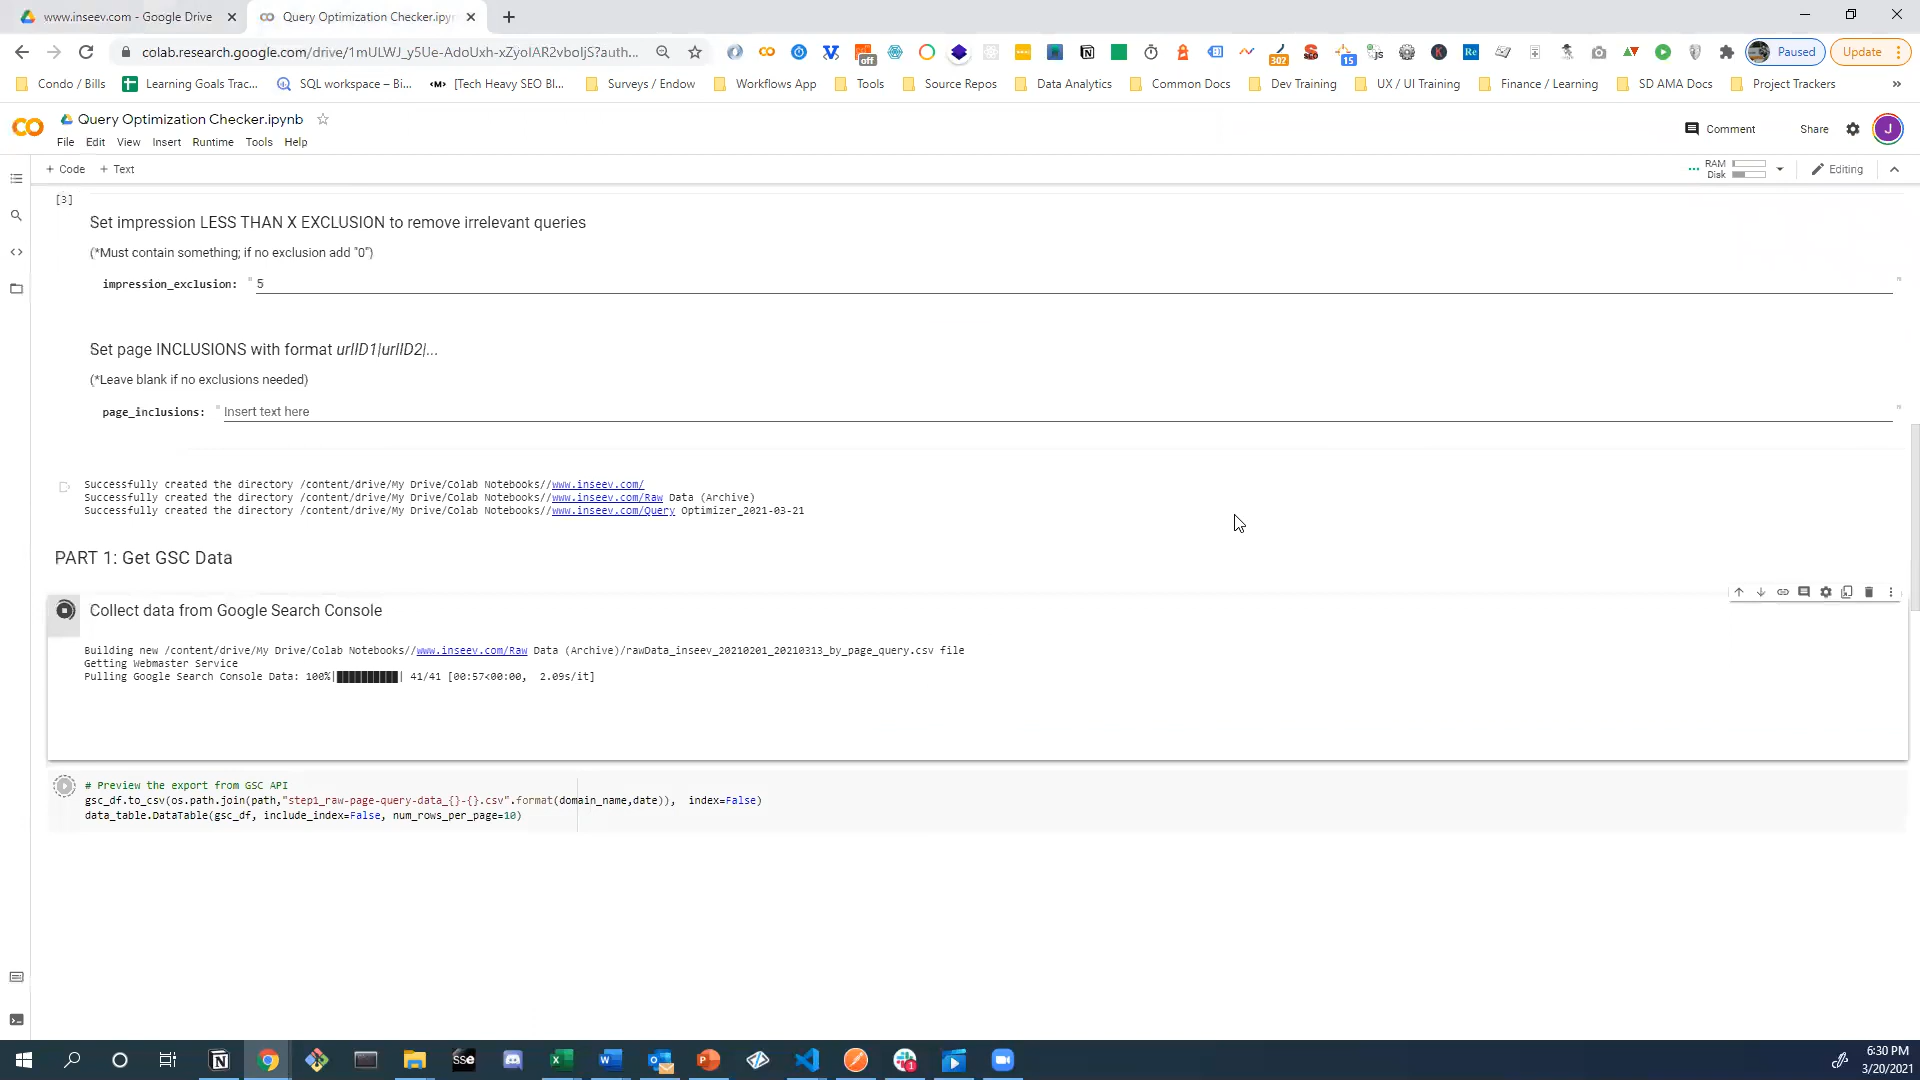 www.inseev.com - Google Drive
Query Optimization Checker.ipyn
colab.research.google.com/drive/1mULWJ_y5Ue-AdoUxh-xZyoIAR2vboIjS?auth...
off
302
15
Re
K
Paused
Update
Condo / Bills
Learning Goals Trac...
SQL workspace – Bi...
<M>
[Tech Heavy SEO Bl...
Surveys / Endow
Workflows App
Tools
Source Repos
Data Analytics
Common Docs
Dev Training
UX / UI Training
Finance / Learning
SD AMA Docs
Project Trackers
»
Query Optimization Checker.ipynb
Comment
Share
J
File Edit View Insert Runtime Tools Help
+ Code + Text
RAM
Disk
Editing
[3]
Set impression LESS THAN X EXCLUSION to remove irrelevant queries
(*Must contain something; if no exclusion add "0")
impression_exclusion: " 5 "
Set page INCLUSIONS with format urlID1|urlID2|...
(*Leave blank if no exclusions needed)
page_inclusions: " Insert text here "
Successfully created the directory /content/drive/My Drive/Colab Notebooks//www.inseev.com/
Successfully created the directory /content/drive/My Drive/Colab Notebooks//www.inseev.com/Raw Data (Archive)
Successfully created the directory /content/drive/My Drive/Colab Notebooks//www.inseev.com/Query Optimizer_2021-03-21
PART 1: Get GSC Data
Collect data from Google Search Console
Building new /content/drive/My Drive/Colab Notebooks//www.inseev.com/Raw Data (Archive)/rawData_inseev_20210201_20210313_by_page_query.csv file
Getting Webmaster Service
Pulling Google Search Console Data: 100%|██████████| 41/41 [00:57<00:00, 2.09s/it]
# Preview the export from GSC API
gsc_df.to_csv(os.path.join(path,"step1_raw-page-query-data_{}-{}.csv".format(domain_name,date)), index=False)
data_table.DataTable(gsc_df, include_index=False, num_rows_per_page=10)
SSe
1
6:30 PM
3/20/2021